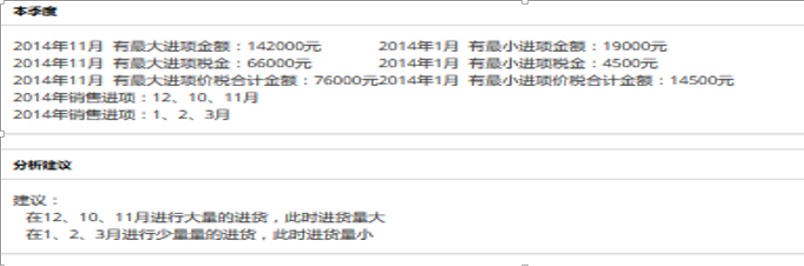 本季度
2014年11月 有最大进项金额：142000元 2014年1月 有最小进项金额：19000元
2014年11月 有最大进项税金：66000元 2014年1月 有最小进项税金：4500元
2014年11月 有最大进项价税合计金额：76000元2014年1月 有最小进项价税合计金额：14500元
2014年销售进项：12、10、11月
2014年销售进项：1、2、3月
分析建议
建议：
在12、10、11月进行大量的进货，此时进货量大
在1、2、3月进行少量量的进货，此时进货量小